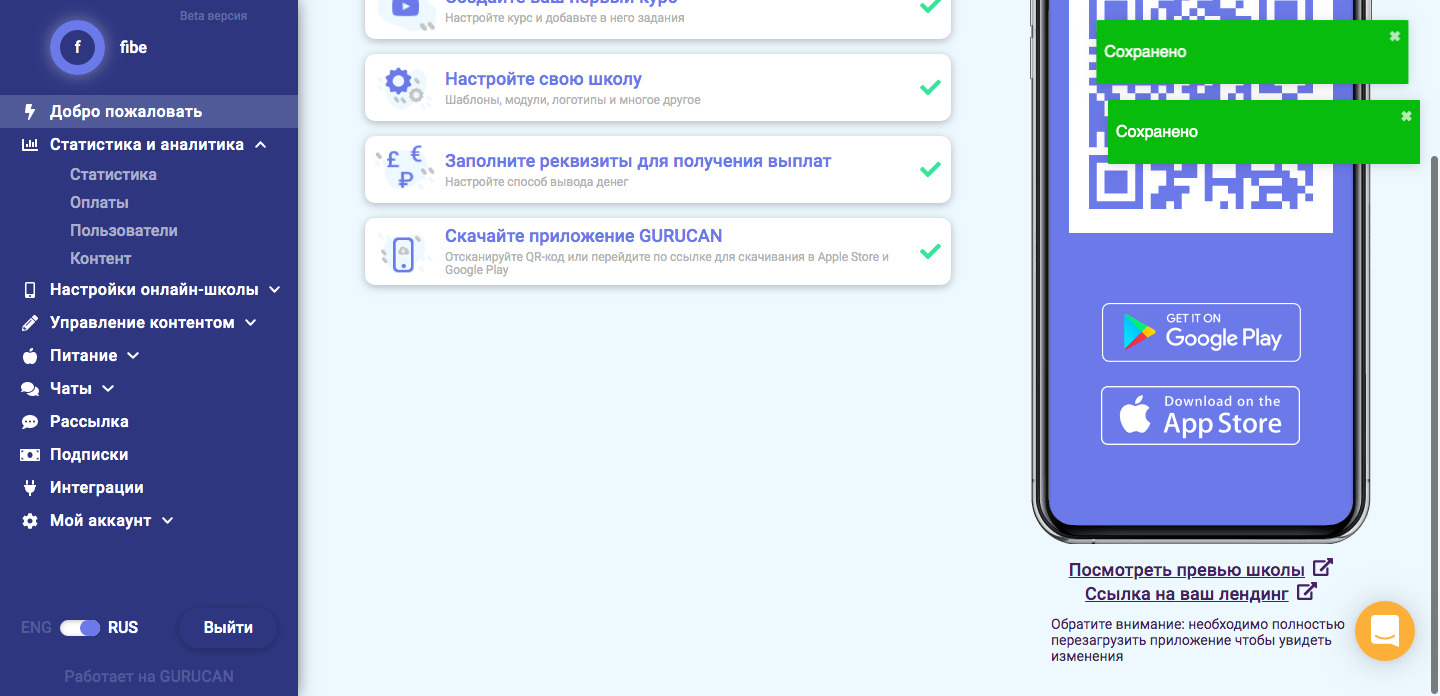 Beta версия
f
fibe
Добро пожаловать
Статистика и аналитика
Статистика
Оплаты
Пользователи
Контент
Настройки онлайн-школы
Управление контентом
Питание
Чаты
Рассылка
Подписки
Интеграции
Мой аккаунт
ENG
RUS
Выйти
Работает на GURUCAN
Создайте ваш первый курс
Настройте курс и добавьте в него задания
Настройте свою школу
Шаблоны, модули, логотипы и многое другое
£ € ₽
Заполните реквизиты для получения выплат
Настройте способ вывода денег
Скачайте приложение GURUCAN
Отсканируйте QR-код или перейдите по ссылке для скачивания в Apple Store и
Google Play
Сохранено
Сохранено
GET IT ON
Google Play
Download on the
App Store
Посмотреть превью школы
Ссылка на ваш лендинг
Обратите внимание: необходимо полностью
перезагрузить приложение чтобы увидеть
изменения